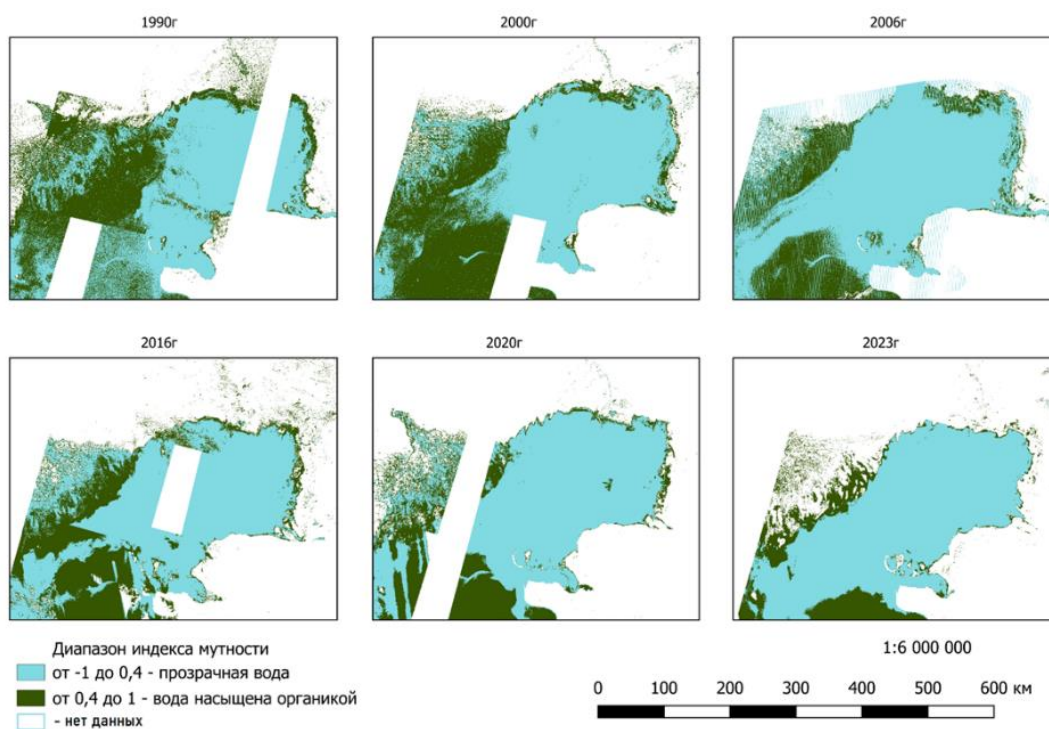 1990г
2000г
2006г
2016г
2020г
2023г
Диапазон индекса мутности
от -1 до 0,4 - прозрачная вода
от 0,4 до 1 - вода насыщена органикой
- нет данных
1:6 000 000
0 100 200 300 400 500 600 км